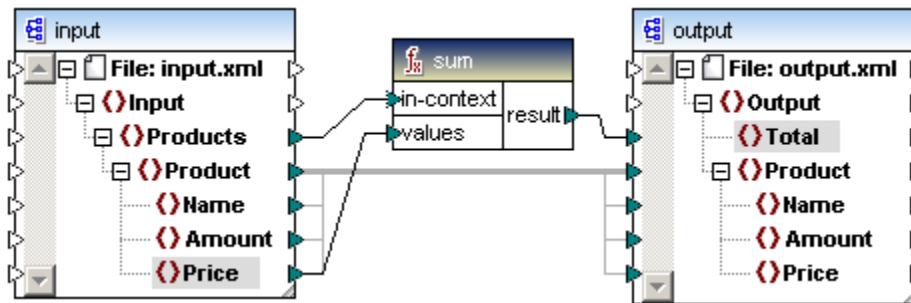 input
File: input.xml
Input
Products
Product
Name
Amount
Price
sum
in-context
values
result
output
File: output.xml
Output
Total
Product
Name
Amount
Price